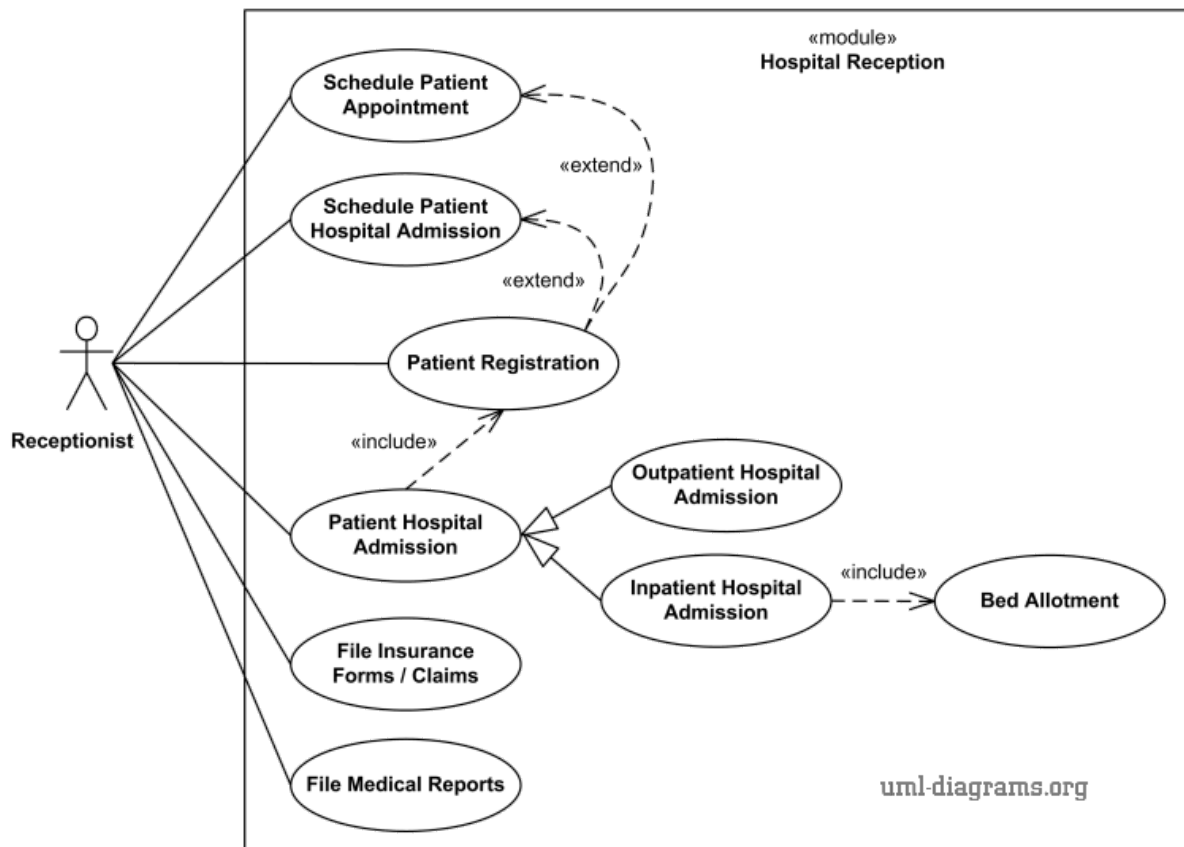 «module»
Hospital Reception
Schedule Patient
Appointment
«extend»
Schedule Patient
Hospital Admission
«extend»
Patient Registration
Receptionist
«include»
Outpatient Hospital
Admission
Patient Hospital
Admission
«include»
Inpatient Hospital
Admission
Bed Allotment
File Insurance
Forms / Claims
File Medical Reports
uml-diagrams.org